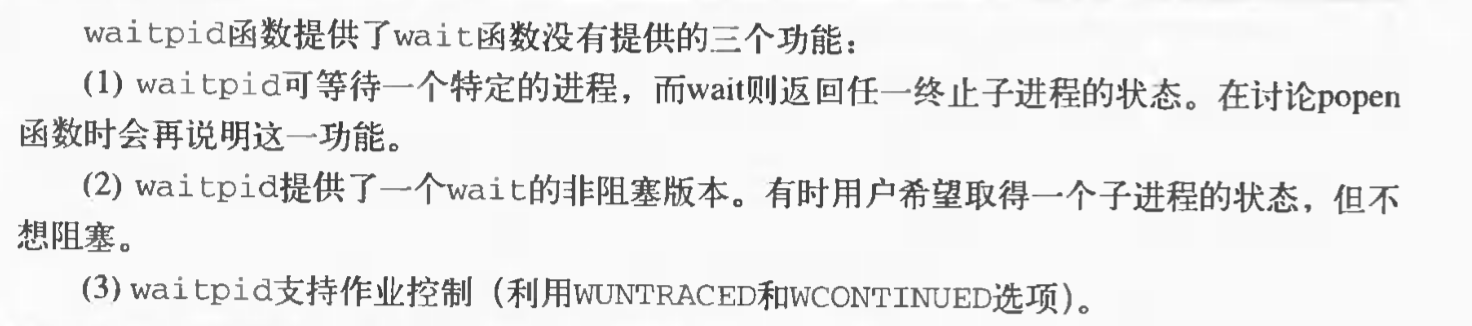 waitpid函数提供了wait函数没有提供的三个功能：
(1) waitpid可等待一个特定的进程，而wait则返回任一终止子进程的状态。在讨论popen
函数时会再说明这一功能。
(2) waitpid提供了一个wait的非阻塞版本。有时用户希望取得一个子进程的状态，但不
想阻塞。
(3) waitpid支持作业控制（利用WUNTRACED和WCONTINUED选项）。